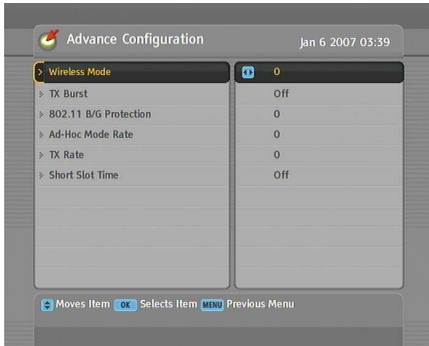 Advance Configuration Jan 6 2007 03:39
Wireless Mode 0
TX Burst Off
802.11 B/G Protection 0
Ad-Hoc Mode Rate 0
TX Rate 0
Short Slot Time Off
Moves Item OK Selects Item MENU Previous Menu